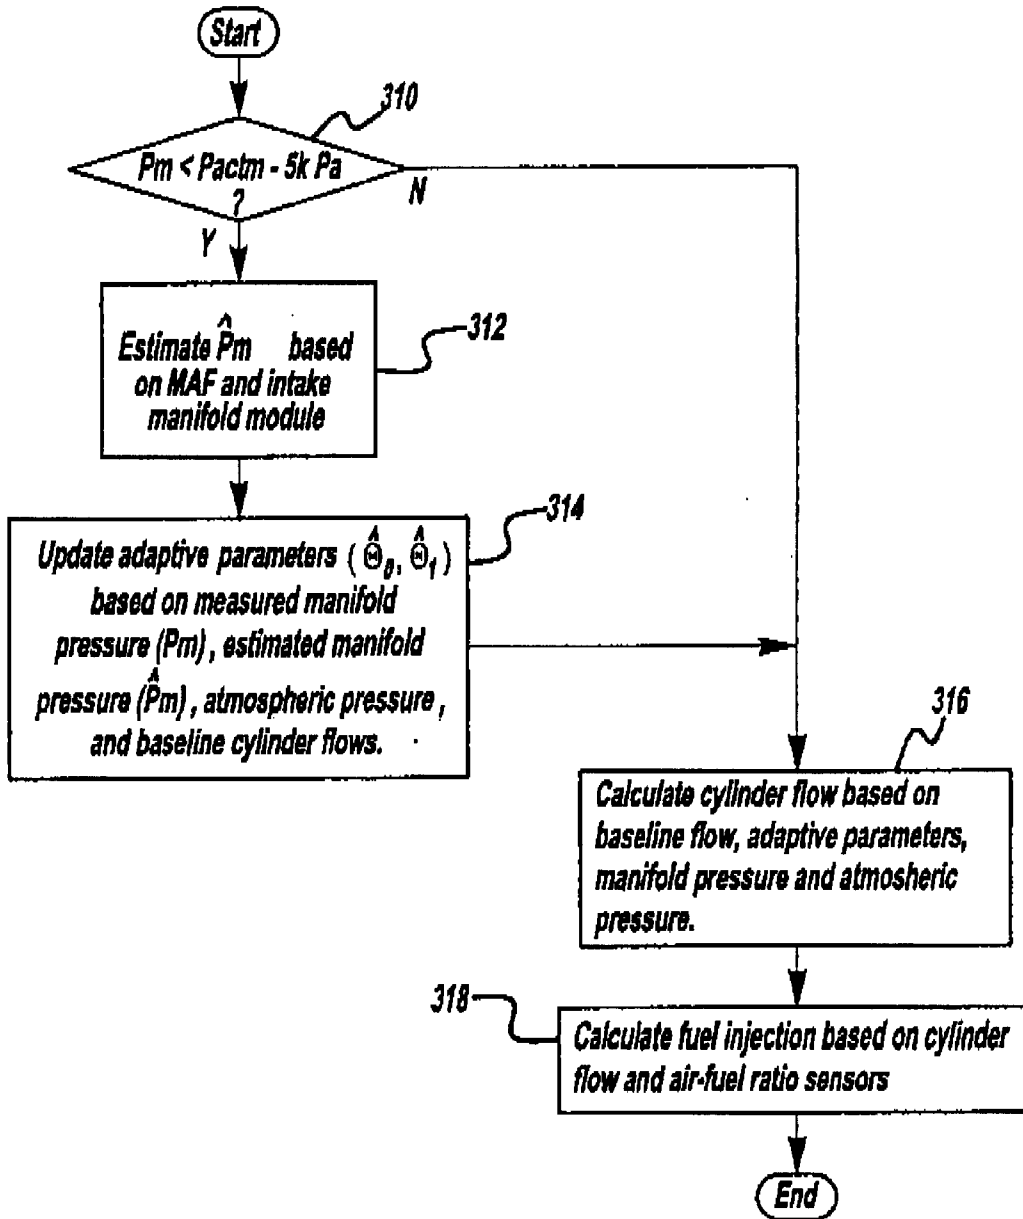 Start
310
Pm < Pactm - 5k Pa
?
N
Y
Estimate P̂m based
on MAF and intake
manifold module
312
314
Update adaptive parameters (Θ̂₀, Θ̂₁)
based on measured manifold
pressure (Pm), estimated manifold
pressure (P̂m), atmospheric pressure,
and baseline cylinder flows.
316
Calculate cylinder flow based on
baseline flow, adaptive parameters,
manifold pressure and atmosheric
pressure.
318
Calculate fuel injection based on cylinder
flow and air-fuel ratio sensors
End